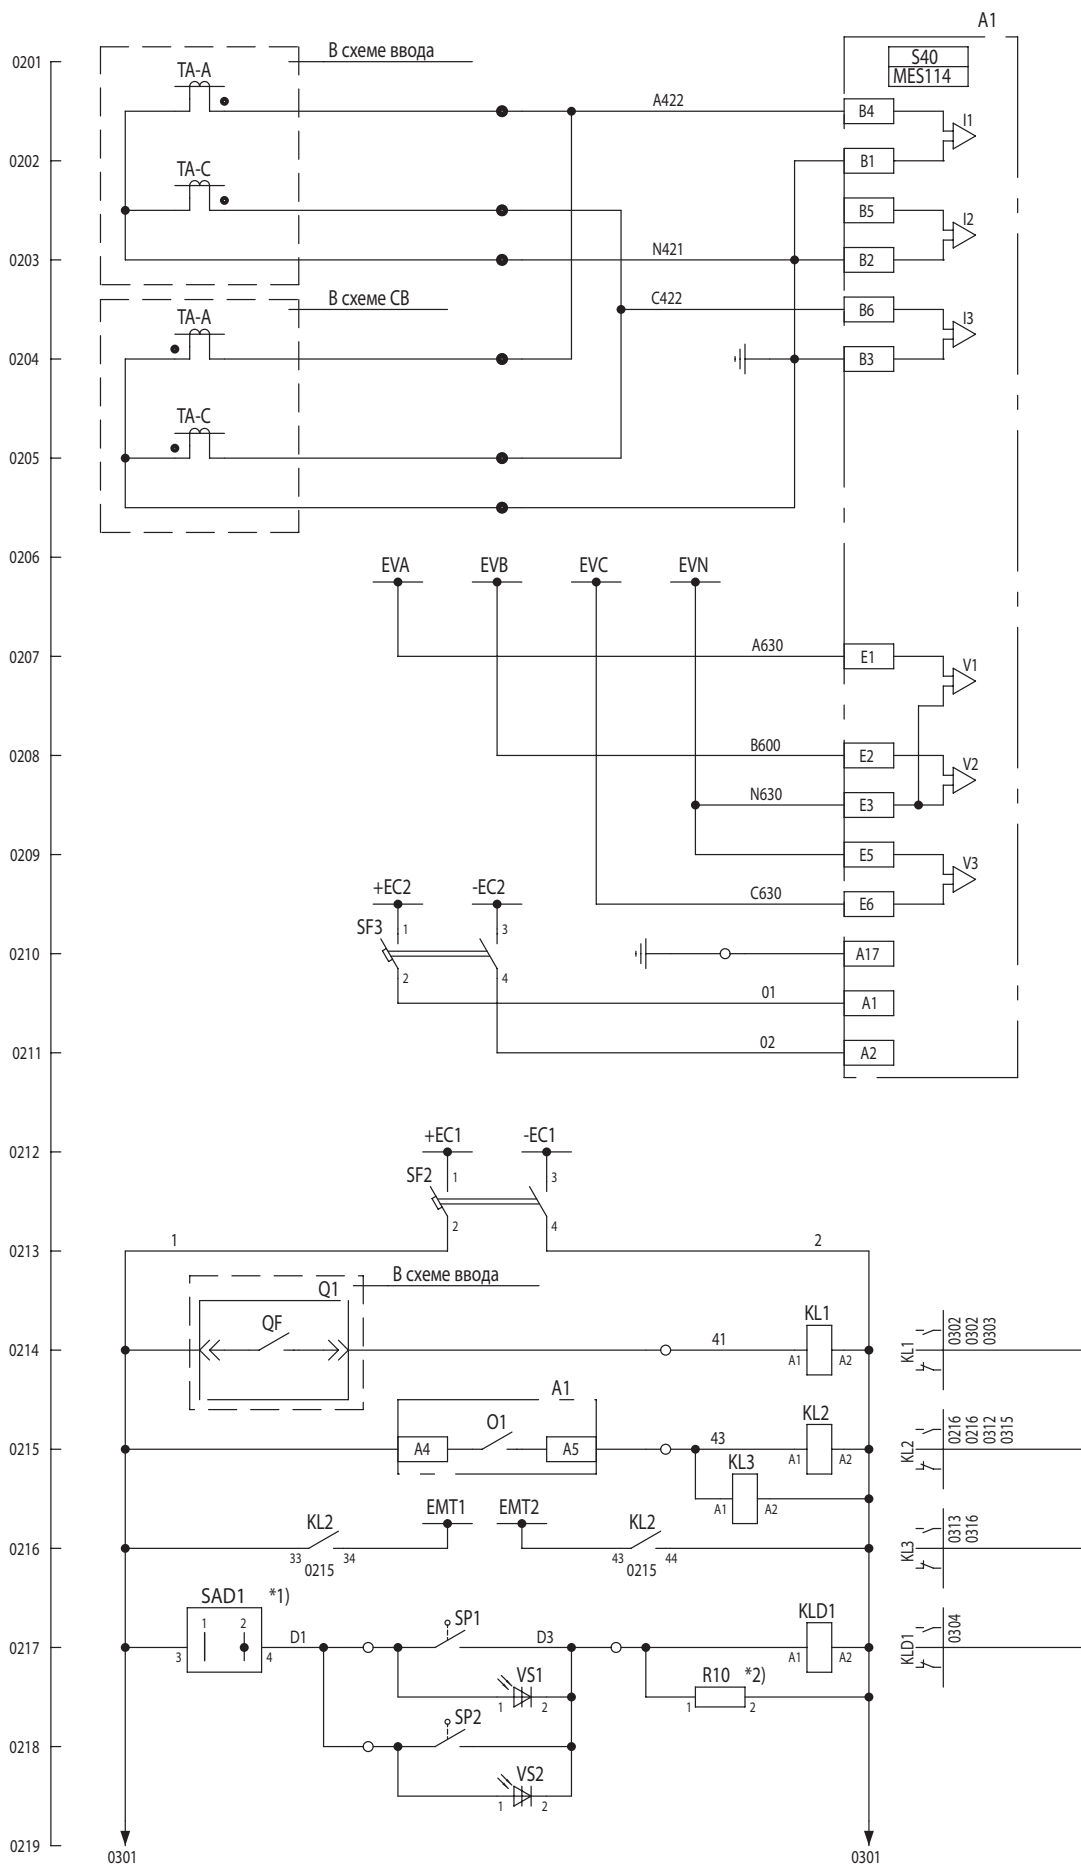 A1
0201
В схеме ввода
TA-A
S40
MES114
A422
B4
I1
0202
TA-C
B1
B5
I2
0203
N421
B2
В схеме СВ
C422
B6
I3
TA-A
0204
B3
TA-C
0205
0206
EVA
EVB
EVC
EVN
0207
A630
E1
V1
0208
B600
E2
V2
N630
E3
0209
E5
V3
+EC2
-EC2
C630
E6
SF3
1
3
0210
A17
2
4
01
A1
0211
02
A2
0212
+EC1
-EC1
SF2
1
3
2
4
0213
1
2
В схеме ввода
Q1
QF
KL1
0214
41
A1
A2
KL1
0302
0302
0303
A1
O1
KL2
0215
A4
A5
43
A1
A2
KL2
0216
0216
0312
0315
KL3
A1
A2
EMT1
EMT2
KL2
KL2
0216
33
34
0215
43
44
0215
KL3
0313
0316
SAD1
*1)
1
2
SP1
KLD1
0217
3
4
D1
D3
A1
A2
KLD1
0304
VS1
R10
*2)
1
2
1
2
SP2
0218
VS2
1
2
0219
0301
0301